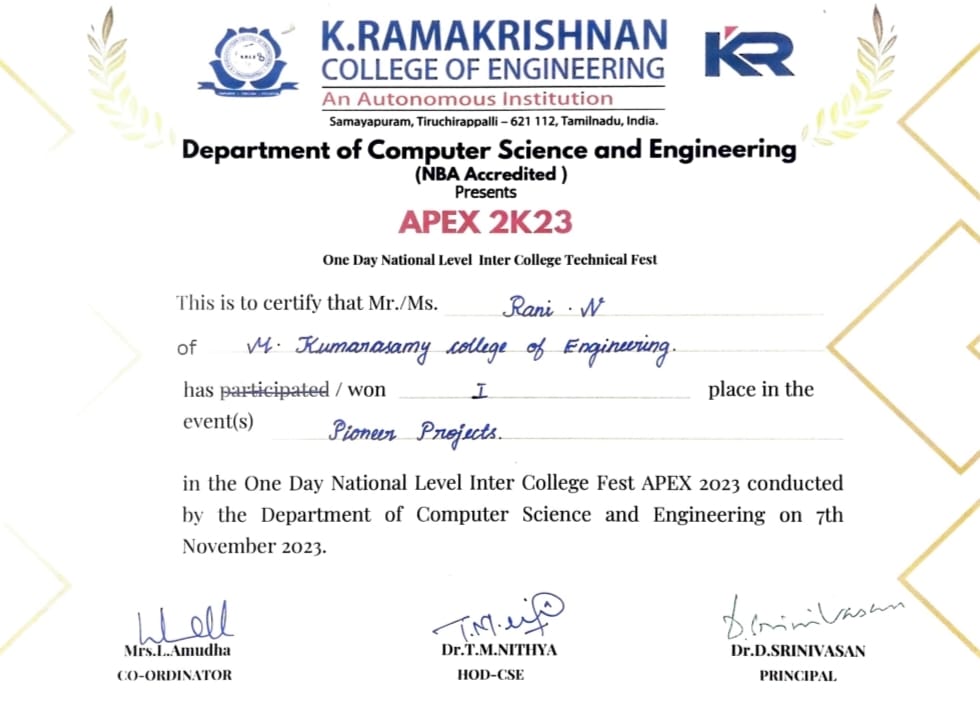 K.RAMAKRISHNAN
COLLEGE OF ENGINEERING
An Autonomous Institution
Samayapuram, Tiruchirappalli – 621 112, Tamilnadu, India.
KR
Department of Computer Science and Engineering
(NBA Accredited )
Presents
APEX 2K23
One Day National Level Inter College Technical Fest
This is to certify that Mr./Ms. Rani . N
of M. Kumarasamy college of Engineering.
has participated / won I place in the
event(s) Pioneer Projects.
in the One Day National Level Inter College Fest APEX 2023 conducted
by the Department of Computer Science and Engineering on 7th
November 2023.
T.M. D.Srinivasan
Mrs.L.Amudha Dr.T.M.NITHYA Dr.D.SRINIVASAN
CO-ORDINATOR HOD-CSE PRINCIPAL